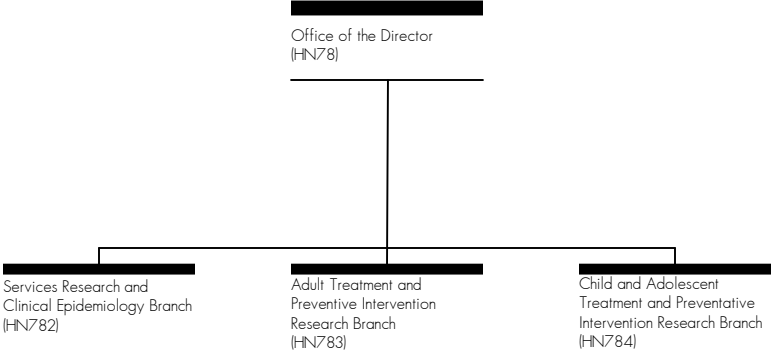 Office of the Director
(HN78)
Services Research and
Clinical Epidemiology Branch
(HN782)
Adult Treatment and
Preventive Intervention
Research Branch
(HN783)
Child and Adolescent
Treatment and Preventative
Intervention Research Branch
(HN784)